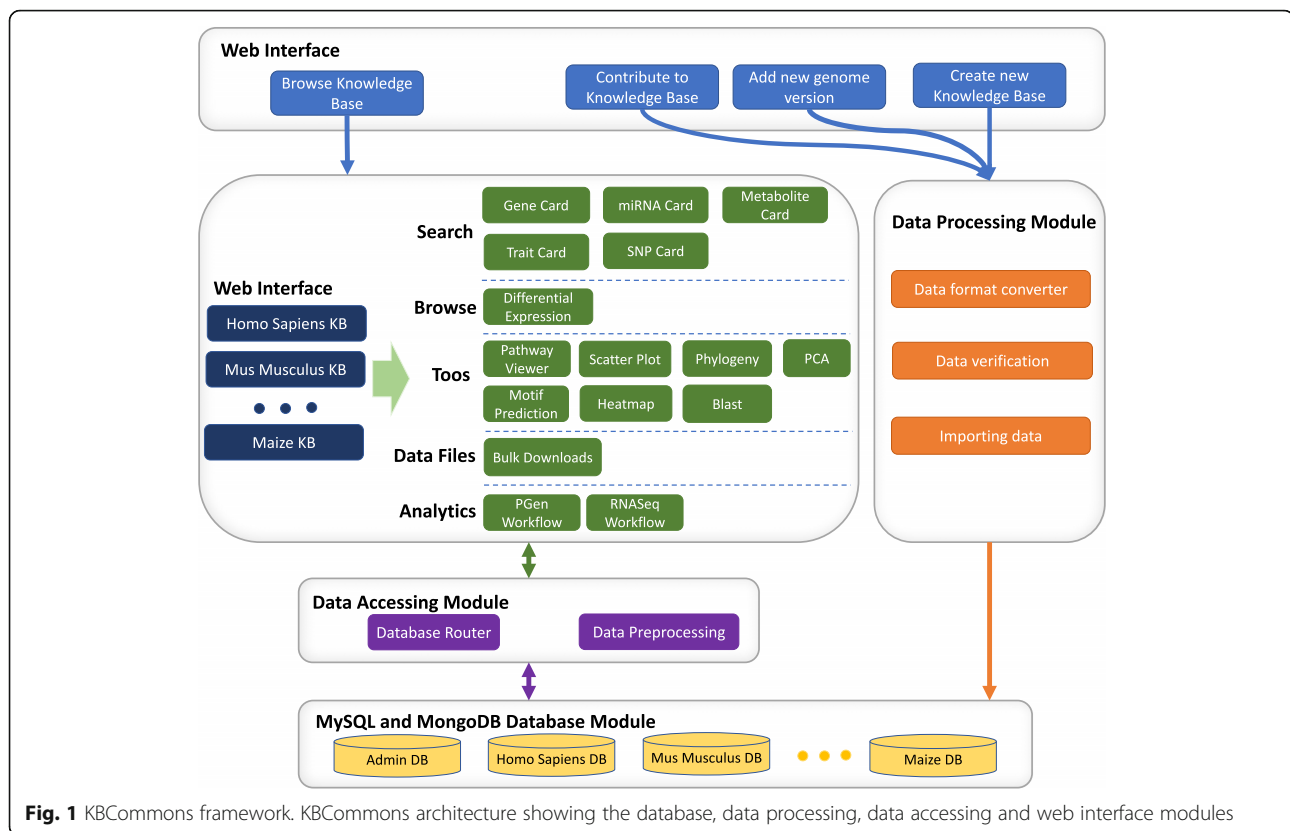 Web Interface
Browse Knowledge
Base
Contribute to
Knowledge Base
Add new genome
version
Create new
Knowledge Base
Web Interface
Homo Sapiens KB
Mus Musculus KB
Maize KB
Search
Gene Card
miRNA Card
Metabolite
Card
Trait Card
SNP Card
Browse
Differential
Expression
Toos
Pathway
Viewer
Scatter Plot
Phylogeny
PCA
Motif
Prediction
Heatmap
Blast
Data Files
Bulk Downloads
Analytics
PGen
Workflow
RNASeq
Workflow
Data Processing Module
Data format converter
Data verification
Importing data
Data Accessing Module
Database Router
Data Preprocessing
MySQL and MongoDB Database Module
Admin DB
Homo Sapiens DB
Mus Musculus DB
Maize DB
Fig. 1 KBCommons framework. KBCommons architecture showing the database, data processing, data accessing and web interface modules